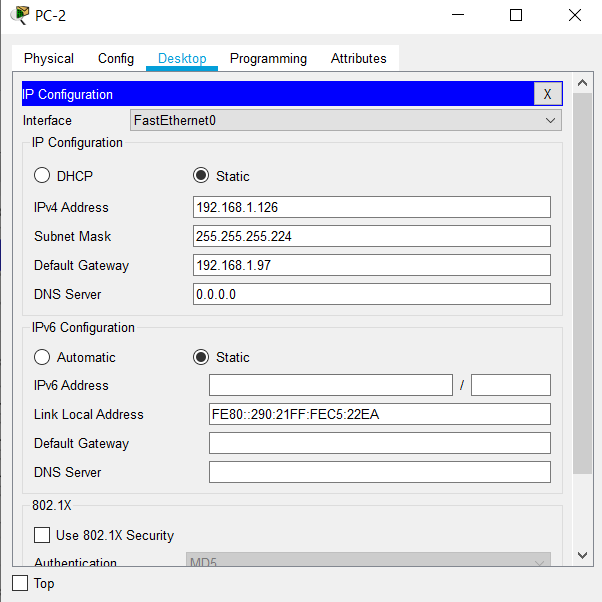 PC-2
Physical Config Desktop Programming Attributes
IP Configuration X
Interface FastEthernet0
IP Configuration
DHCP Static
IPv4 Address 192.168.1.126
Subnet Mask 255.255.255.224
Default Gateway 192.168.1.97
DNS Server 0.0.0.0
IPv6 Configuration
Automatic Static
IPv6 Address /
Link Local Address FE80::290:21FF:FEC5:22EA
Default Gateway
DNS Server
802.1X
Use 802.1X Security
Authentication MD5
Top